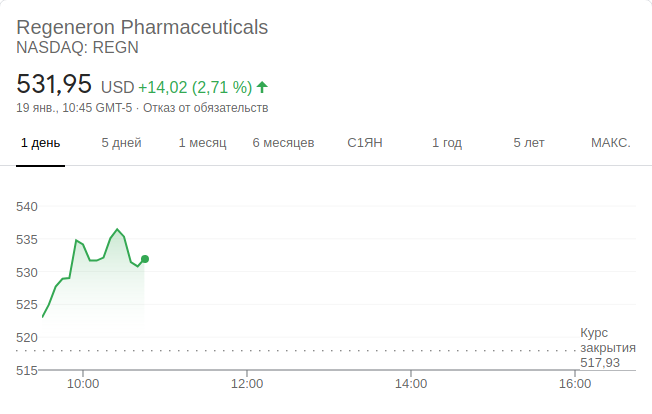 Regeneron Pharmaceuticals
NASDAQ: REGN
531,95 USD +14,02 (2,71 %)
19 янв., 10:45 GMT-5 · Отказ от обязательств
1 день 5 дней 1 месяц 6 месяцев С1ЯН 1 год 5 лет МАКС.
540
535
530
525
520
515
Курс
закрытия
517,93
10:00 12:00 14:00 16:00